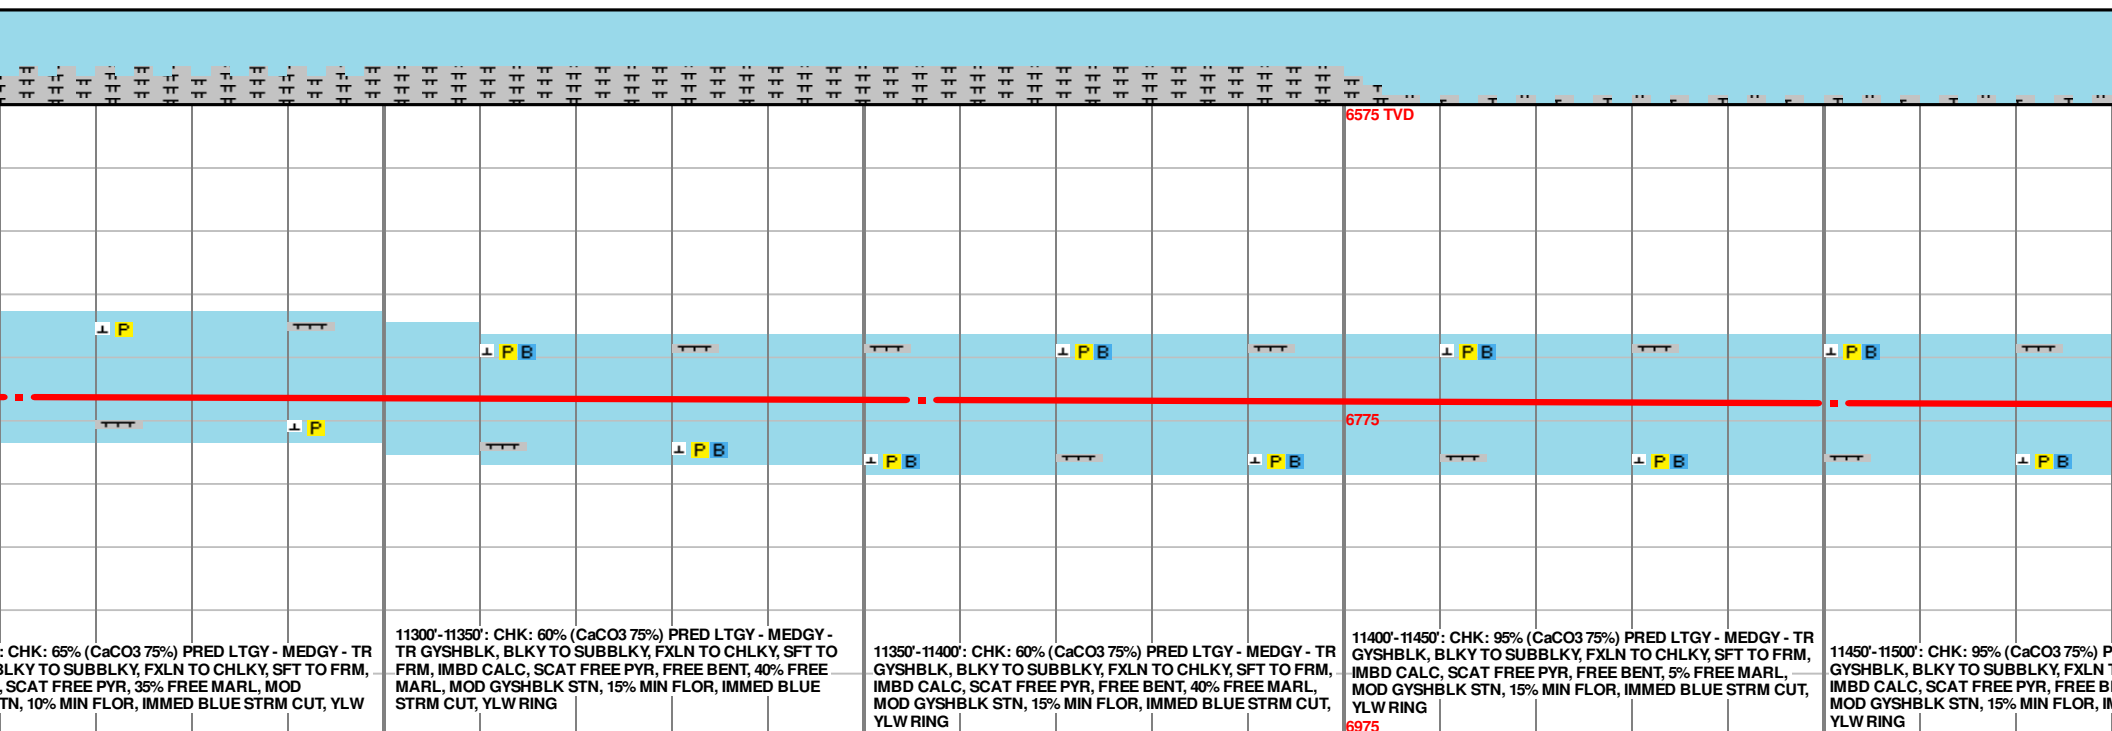 6575 TVD
P
P
P B
P B
P B
P B
6775
P
P B
P B
P B
P B
P B
: CHK: 65% (CaCO3 75%) PRED LTGY - MEDGY - TR
BLKY TO SUBBLKY, FXLN TO CHLKY, SFT TO FRM,
, SCAT FREE PYR, 35% FREE MARL, MOD
TN, 10% MIN FLOR, IMMED BLUE STRM CUT, YLW
11300'-11350': CHK: 60% (CaCO3 75%) PRED LTGY - MEDGY -
TR GYSHBLK, BLKY TO SUBBLKY, FXLN TO CHLKY, SFT TO
FRM, IMBD CALC, SCAT FREE PYR, FREE BENT, 40% FREE
MARL, MOD GYSHBLK STN, 15% MIN FLOR, IMMED BLUE
STRM CUT, YLW RING
11350'-11400': CHK: 60% (CaCO3 75%) PRED LTGY - MEDGY - TR
GYSHBLK, BLKY TO SUBBLKY, FXLN TO CHLKY, SFT TO FRM,
IMBD CALC, SCAT FREE PYR, FREE BENT, 40% FREE MARL,
MOD GYSHBLK STN, 15% MIN FLOR, IMMED BLUE STRM CUT,
YLW RING
11400'-11450': CHK: 95% (CaCO3 75%) PRED LTGY - MEDGY - TR
GYSHBLK, BLKY TO SUBBLKY, FXLN TO CHLKY, SFT TO FRM,
IMBD CALC, SCAT FREE PYR, FREE BENT, 5% FREE MARL,
MOD GYSHBLK STN, 15% MIN FLOR, IMMED BLUE STRM CUT,
YLW RING
6975
11450'-11500': CHK: 95% (CaCO3 75%) P
GYSHBLK, BLKY TO SUBBLKY, FXLN
IMBD CALC, SCAT FREE PYR, FREE
MOD GYSHBLK STN, 15% MIN FLOR,
YLW RING